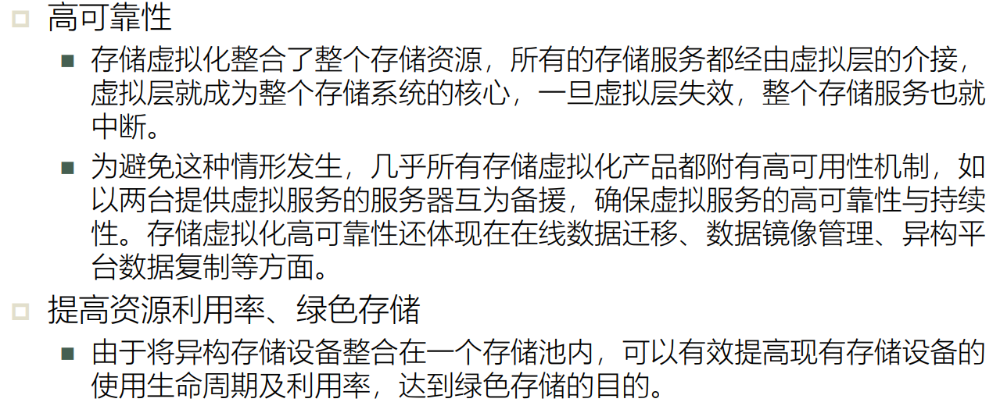 高可靠性
存储虚拟化整合了整个存储资源，所有的存储服务都经由虚拟层的介接，
虚拟层就成为整个存储系统的核心，一旦虚拟层失效，整个存储服务也就
中断。
为避免这种情形发生，几乎所有存储虚拟化产品都附有高可用性机制，如
以两台提供虚拟服务的服务器互为备援，确保虚拟服务的高可靠性与持续
性。存储虚拟化高可靠性还体现在在线数据迁移、数据镜像管理、异构平
台数据复制等方面。
提高资源利用率、绿色存储
由于将异构存储设备整合在一个存储池内，可以有效提高现有存储设备的
使用生命周期及利用率，达到绿色存储的目的。